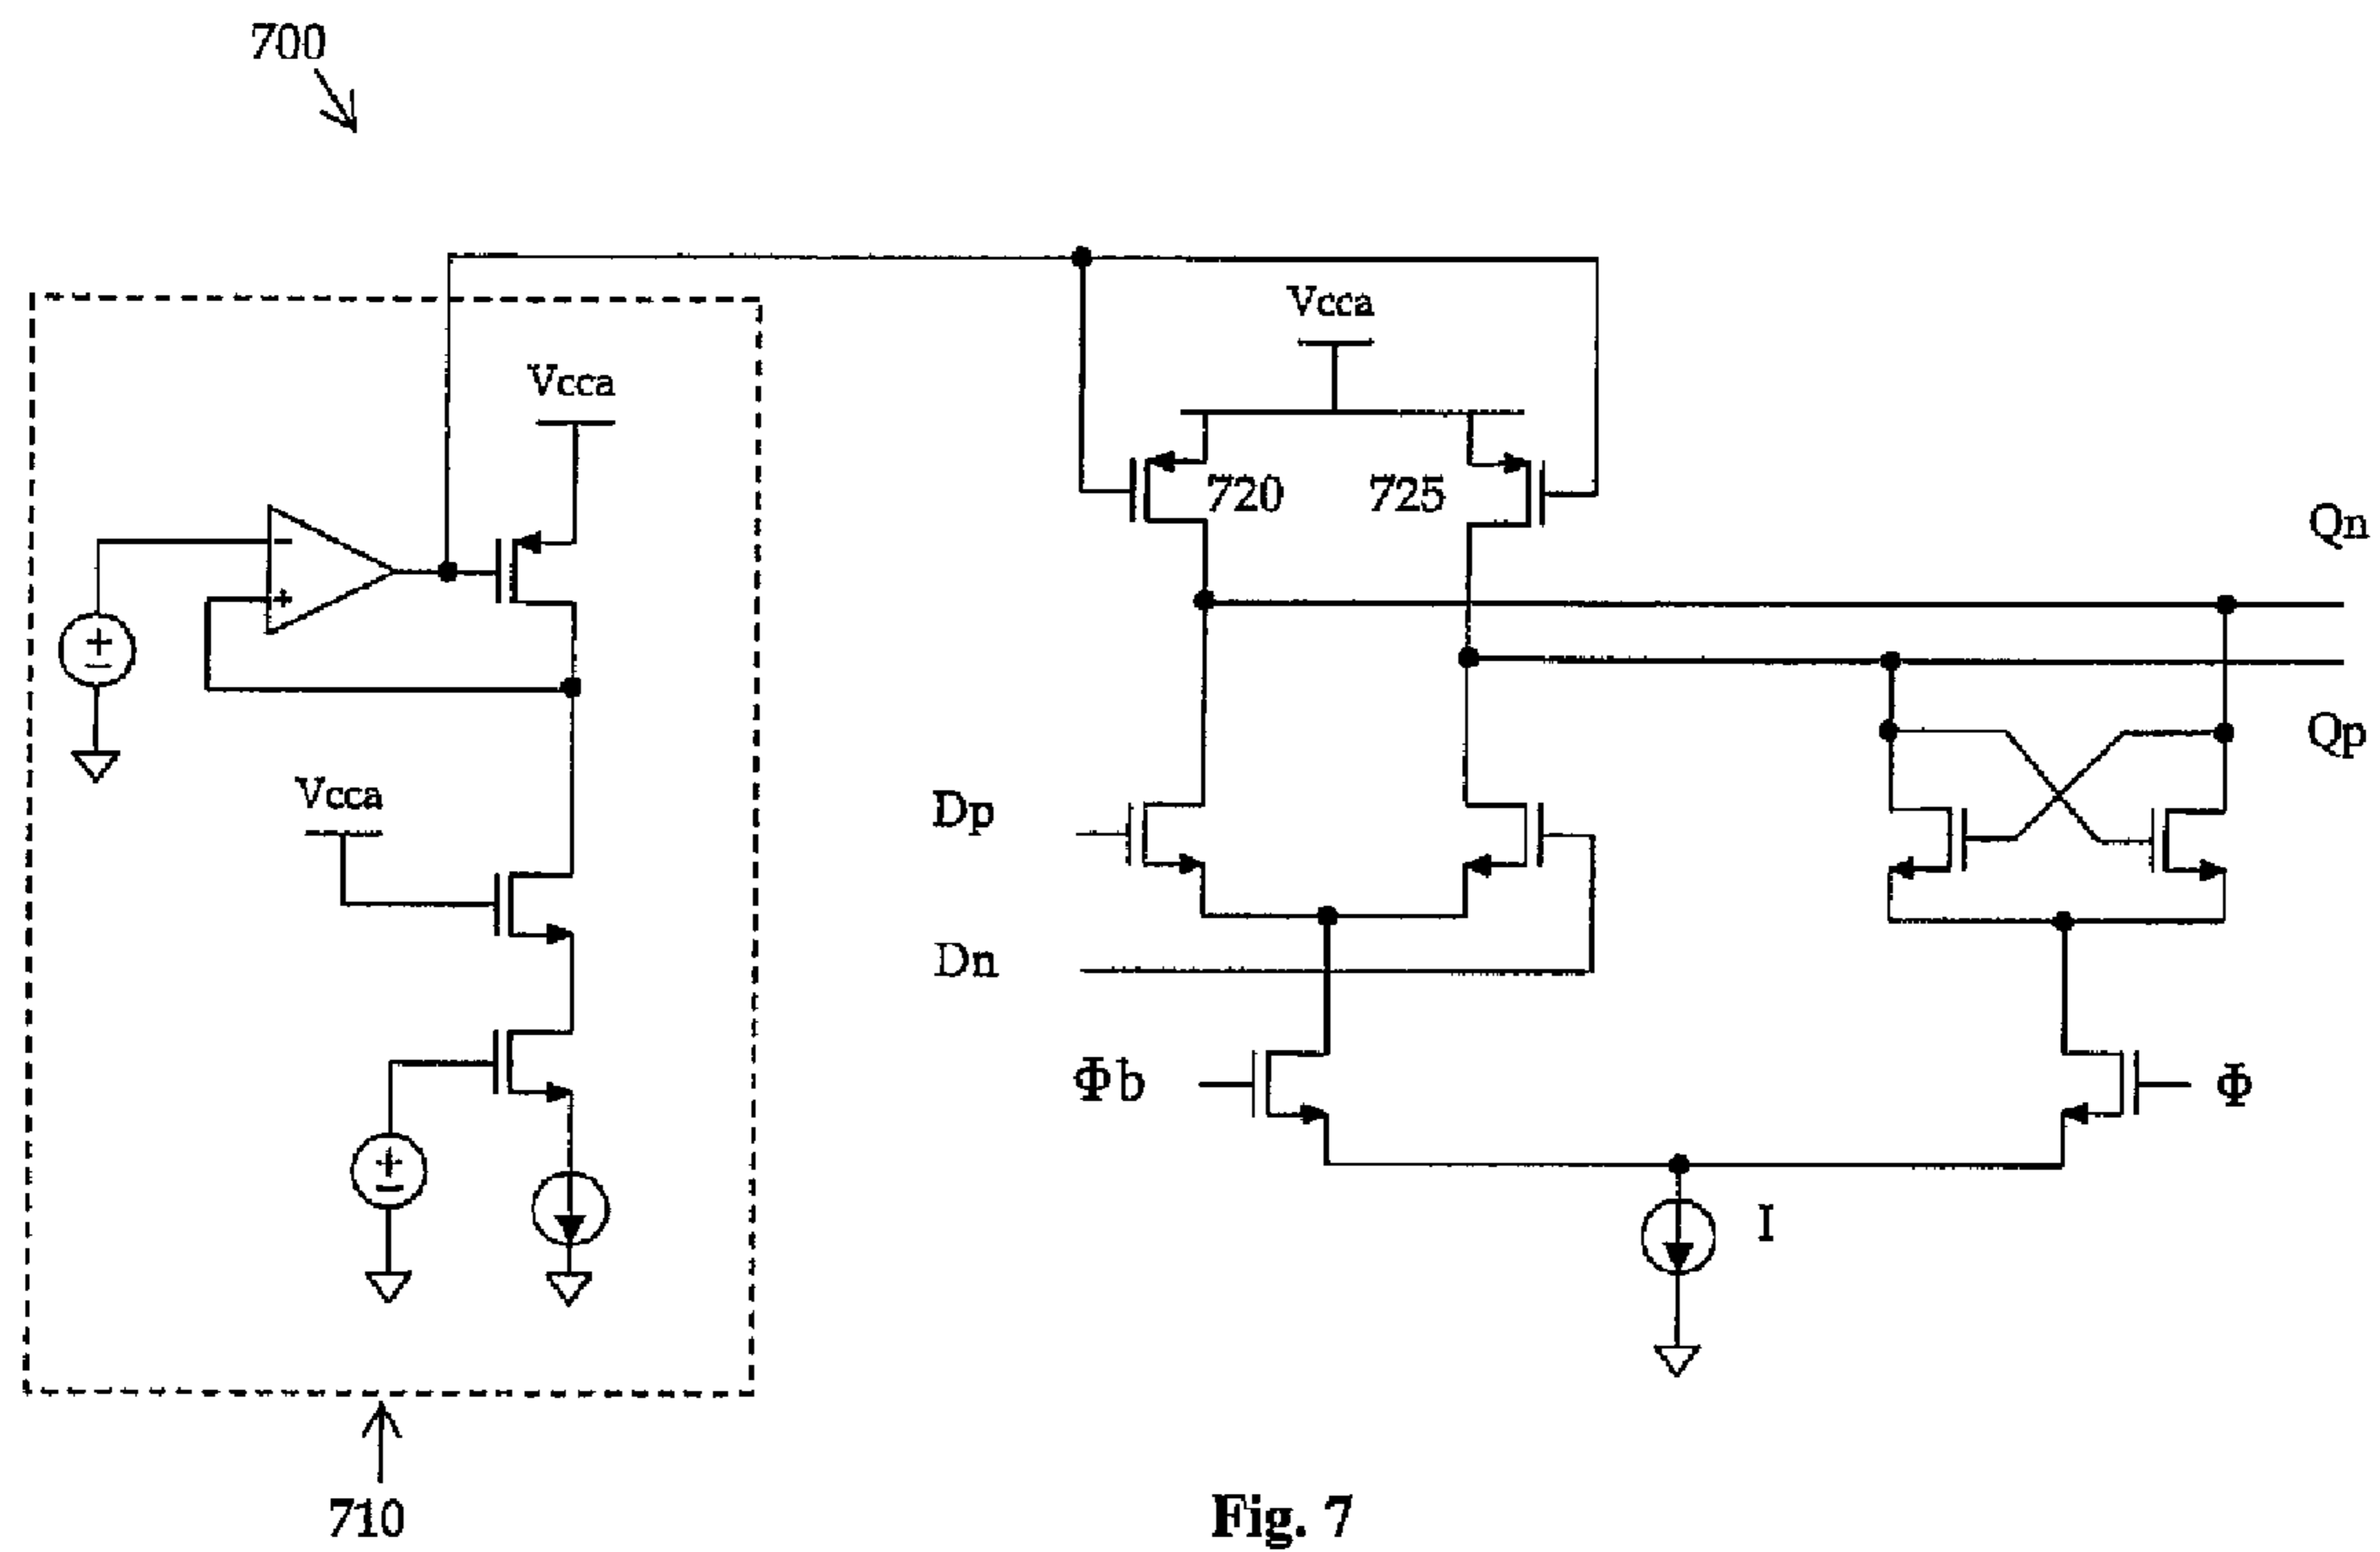 700
Vcca
Vcca
720
725
Qn
+
-
-
+
Vcca
Dp
Qp
Dn
Φb
Φ
+
-
I
710
Fig. 7